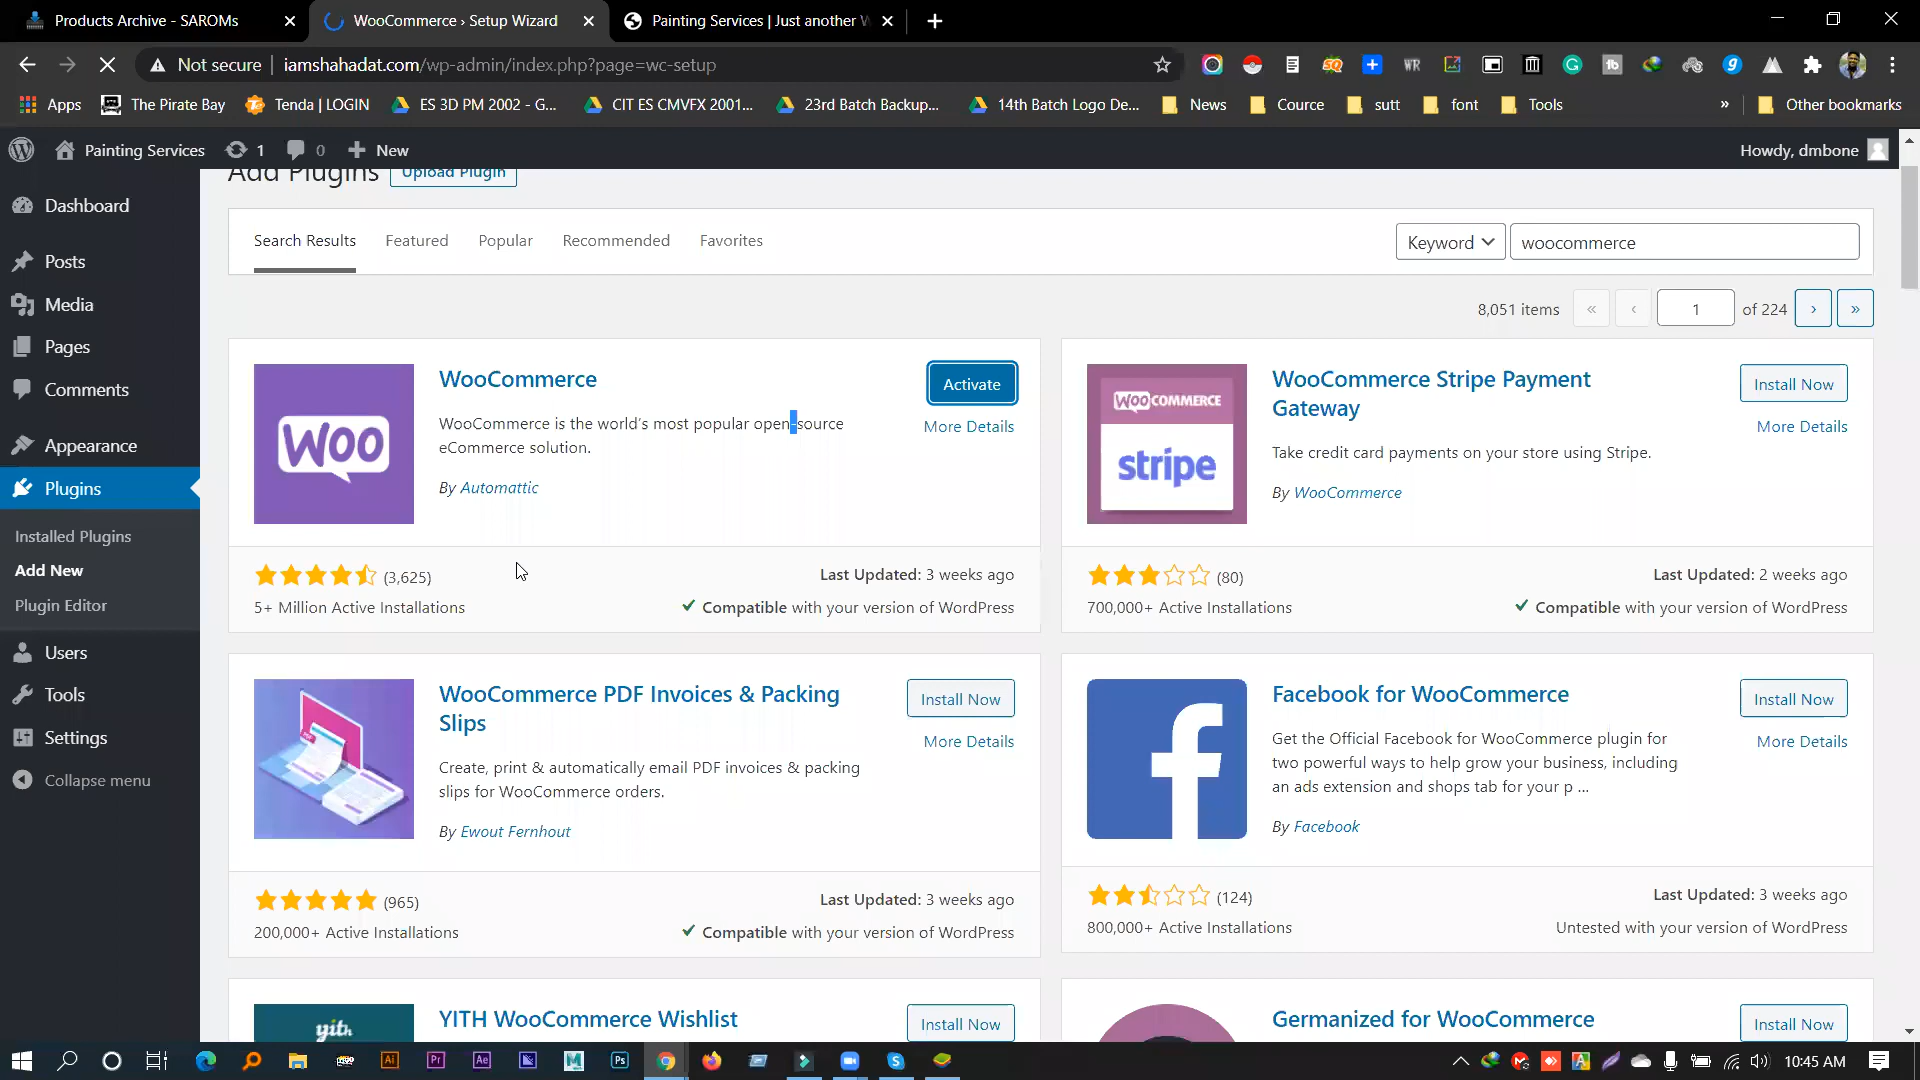 Products Archive - SAROMs
WooCommerce › Setup Wizard
Painting Services | Just another W
Not secure
iamshahadat.com/wp-admin/index.php?page=wc-setup
Apps
The Pirate Bay
Tenda | LOGIN
ES 3D PM 2002 - G...
CIT ES CMVFX 2001...
23rd Batch Backup...
14th Batch Logo De...
News
Cource
sutt
font
Tools
»
Other bookmarks
Painting Services
1
0
New
Howdy, dmbone
Dashboard
Posts
Media
Pages
Comments
Appearance
Plugins
Installed Plugins
Add New
Plugin Editor
Users
Tools
Settings
Collapse menu
Add Plugins
Upload Plugin
Search Results
Featured
Popular
Recommended
Favorites
Keyword
woocommerce
8,051 items
«
‹
1
of 224
›
»
WOO
WooCommerce
Activate
More Details
WooCommerce is the world's most popular open-source
eCommerce solution.
By Automattic
(3,625)
5+ Million Active Installations
Last Updated: 3 weeks ago
Compatible with your version of WordPress
WOO COMMERCE
stripe
WooCommerce Stripe Payment
Gateway
Install Now
More Details
Take credit card payments on your store using Stripe.
By WooCommerce
(80)
700,000+ Active Installations
Last Updated: 2 weeks ago
Compatible with your version of WordPress
PDF
WooCommerce PDF Invoices & Packing
Slips
Install Now
More Details
Create, print & automatically email PDF invoices & packing
slips for WooCommerce orders.
By Ewout Fernhout
(965)
200,000+ Active Installations
Last Updated: 3 weeks ago
Compatible with your version of WordPress
f
Facebook for WooCommerce
Install Now
More Details
Get the Official Facebook for WooCommerce plugin for
two powerful ways to help grow your business, including
an ads extension and shops tab for your p ...
By Facebook
(124)
800,000+ Active Installations
Last Updated: 3 weeks ago
Untested with your version of WordPress
yith
YITH WooCommerce Wishlist
Install Now
Germanized for WooCommerce
Install Now
Ai
Pr
Ae
Ps
10:45 AM